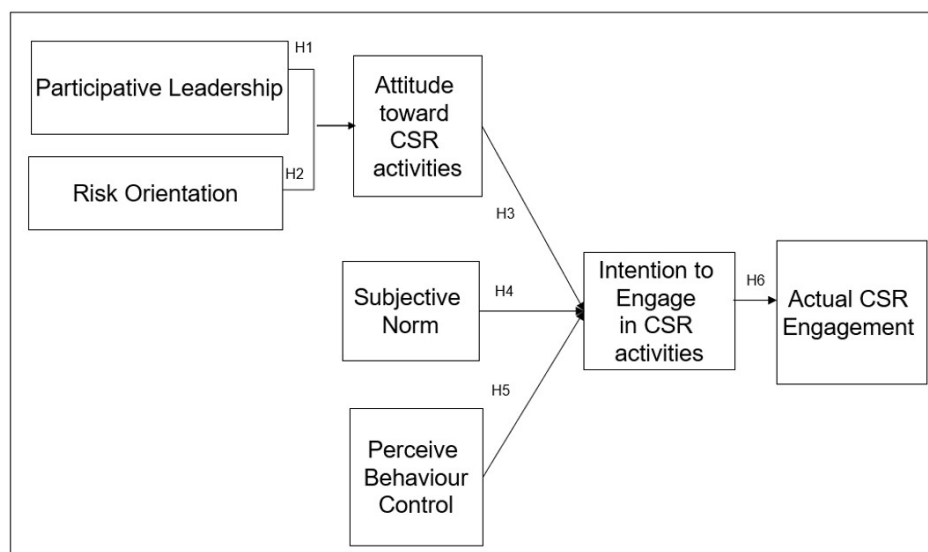 H1
Participative Leadership
H2
Risk Orientation
Attitude
toward
CSR
activities
H3
Subjective
Norm
H4
H5
Perceive
Behaviour
Control
Intention to
Engage
in CSR
activities
H6
Actual CSR
Engagement